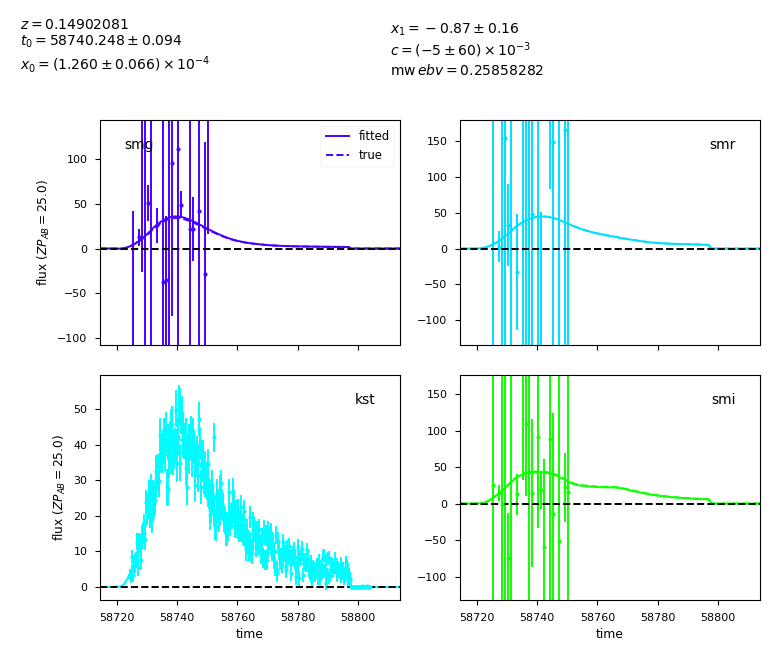 z = 0.14902081
t₀ = 58740.248 ± 0.094
x₀ = (1.260 ± 0.066) × 10⁻⁴
x₁ = −0.87 ± 0.16
c = (−5 ± 60) × 10⁻³
mw ebv = 0.25858282
smg
fitted
true
100
50
0
−50
−100
flux (ZP_AB = 25.0)
smr
150
100
50
0
−50
−100
kst
50
40
30
20
10
0
flux (ZP_AB = 25.0)
58720 58740 58760 58780 58800
time
smi
150
100
50
0
−50
−100
58720 58740 58760 58780 58800
time